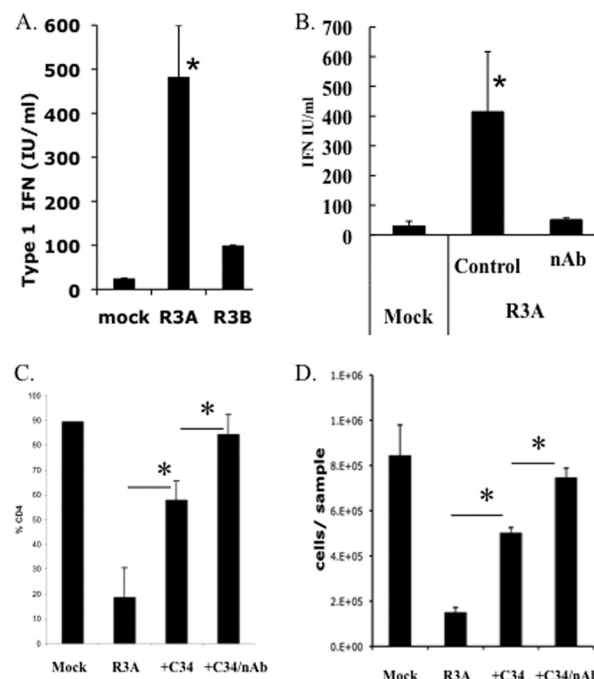 A.
Type 1 IFN (IU/ml)
600
500
400
300
200
100
0
*
mock R3A R3B
B.
IFN IU/ml
700
600
500
400
300
200
100
0
*
Control nAb
Mock R3A
C.
% CD4
100
90
80
70
60
50
40
30
20
10
0
*
*
Mock R3A +C34 +C34/nAb
D.
cells/ sample
1.E+06
1.E+06
8.E+05
6.E+05
4.E+05
2.E+05
0.E+00
*
*
Mock R3A +C34 +C34/nAb